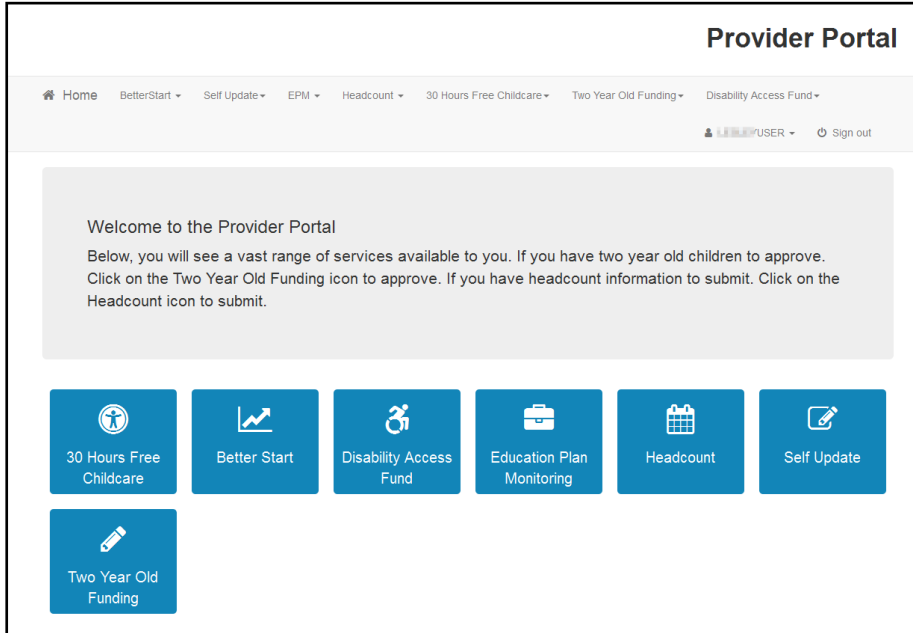 Provider Portal
Home BetterStart Self Update EPM Headcount 30 Hours Free Childcare Two Year Old Funding Disability Access Fund
USER Sign out
Welcome to the Provider Portal
Below, you will see a vast range of services available to you. If you have two year old children to approve.
Click on the Two Year Old Funding icon to approve. If you have headcount information to submit. Click on the
Headcount icon to submit.
30 Hours Free
Childcare
Better Start
Disability Access
Fund
Education Plan
Monitoring
Headcount
Self Update
Two Year Old
Funding